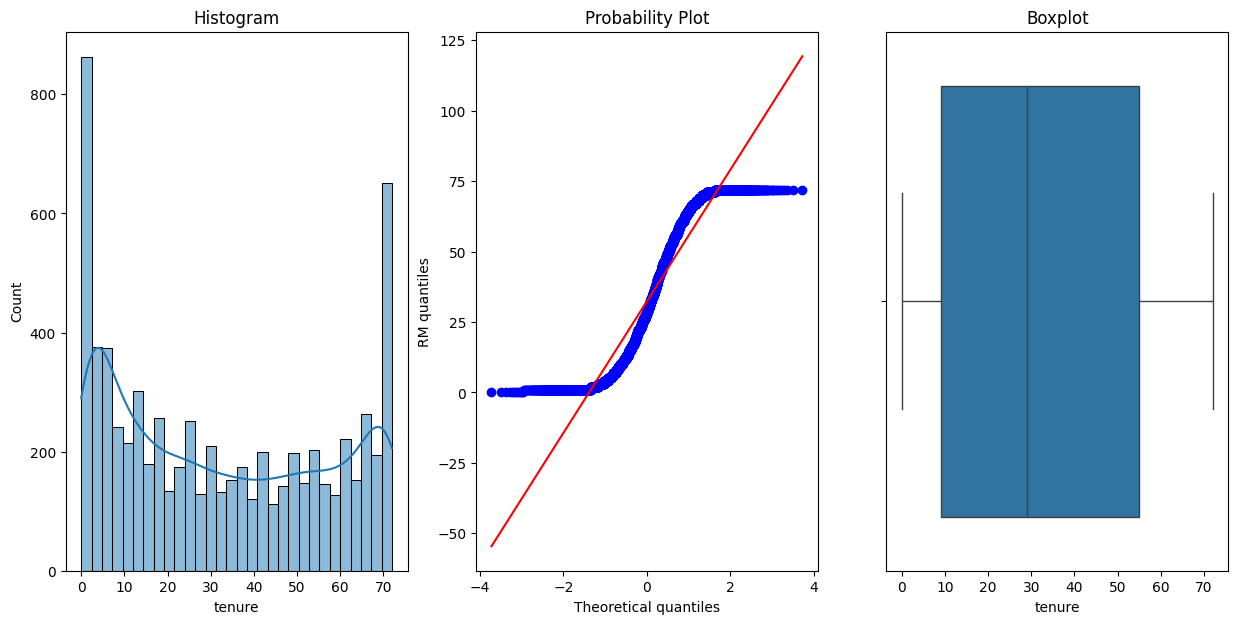 Histogram
Count
800
600
400
200
0
0 10 20 30 40 50 60 70
tenure
Probability Plot
RM quantiles
125
100
75
50
25
0
−25
−50
−4 −2 0 2 4
Theoretical quantiles
Boxplot
0 10 20 30 40 50 60 70
tenure